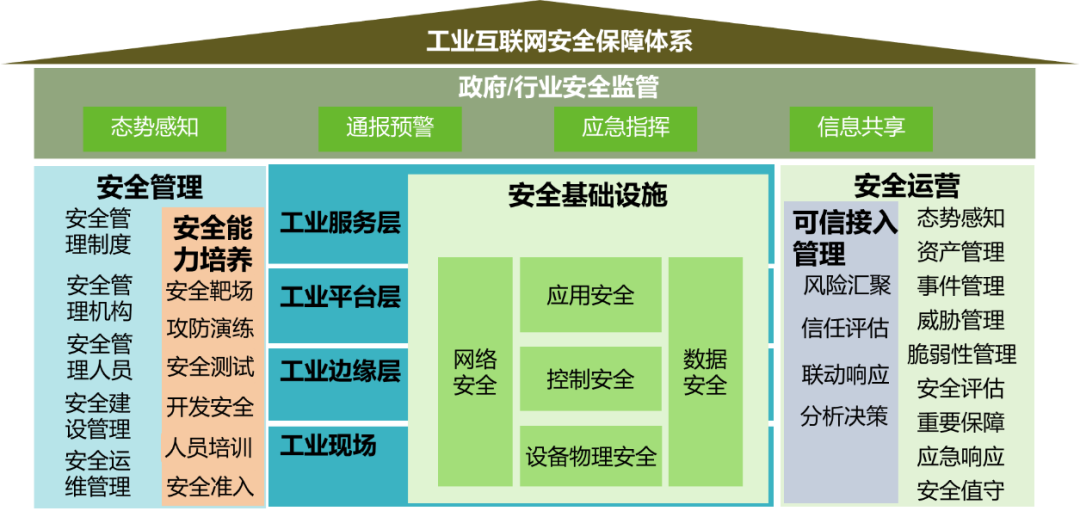 工业互联网安全保障体系
政府/行业安全监管
态势感知
通报预警
应急指挥
信息共享
安全管理
安全管
理制度
安全管
理机构
安全管
理人员
安全建
设管理
安全运
维管理
安全能
力培养
安全靶场
攻防演练
安全测试
开发安全
人员培训
安全准入
工业服务层
工业平台层
工业边缘层
工业现场
安全基础设施
网络
安全
应用安全
控制安全
设备物理安全
数据
安全
安全运营
可信接入
管理
风险汇聚
信任评估
联动响应
分析决策
态势感知
资产管理
事件管理
威胁管理
脆弱性管理
安全评估
重要保障
应急响应
安全值守